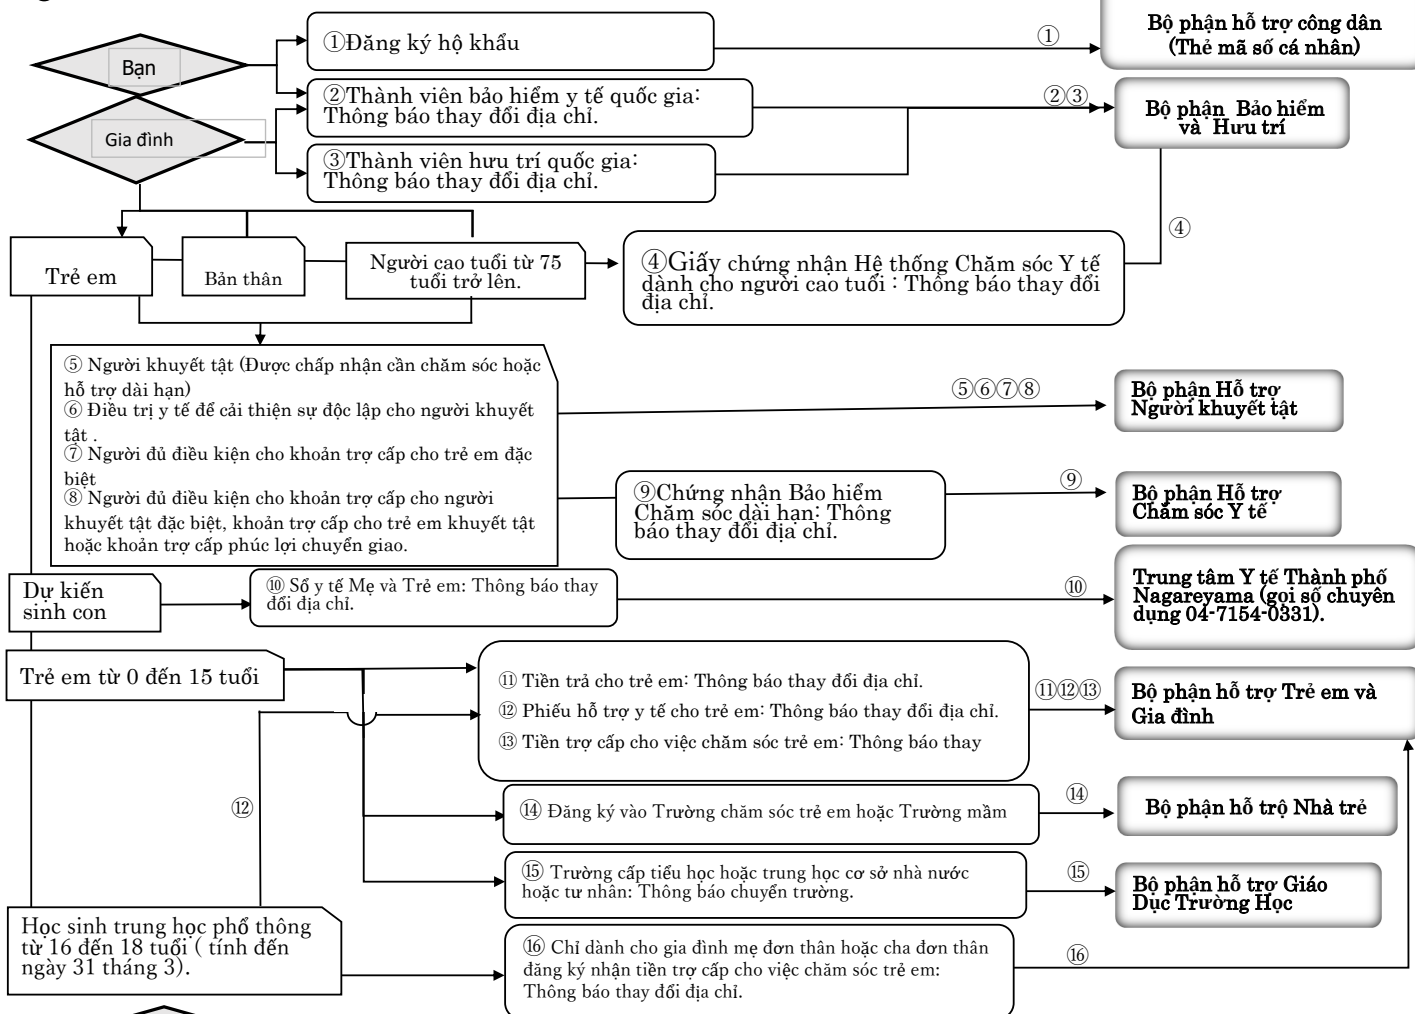 Bạn
①Đăng ký hộ khẩu
①
Bộ phận hỗ trợ công dân
(Thẻ mã số cá nhân)
Gia đình
②Thành viên bảo hiểm y tế quốc gia:
Thông báo thay đổi địa chỉ.
②③
Bộ phận Bảo hiểm
và Hưu trí
③Thành viên hưu trí quốc gia:
Thông báo thay đổi địa chỉ.
Trẻ em
Bản thân
Người cao tuổi từ 75
tuổi trở lên.
④Giấy chứng nhận Hệ thống Chăm sóc Y tế
dành cho người cao tuổi : Thông báo thay đổi
địa chỉ.
④
⑤ Người khuyết tật (Được chấp nhận cần chăm sóc hoặc
hỗ trợ dài hạn)
⑥ Điều trị y tế để cải thiện sự độc lập cho người khuyết
tật .
⑦ Người đủ điều kiện cho khoản trợ cấp cho trẻ em đặc
biệt
⑧ Người đủ điều kiện cho khoản trợ cấp cho người
khuyết tật đặc biệt, khoản trợ cấp cho trẻ em khuyết tật
hoặc khoản trợ cấp phúc lợi chuyển giao.
⑤⑥⑦⑧
Bộ phận Hỗ trợ
Người khuyết tật
⑨Chứng nhận Bảo hiểm
Chăm sóc dài hạn: Thông
báo thay đổi địa chỉ.
⑨
Bộ phận Hỗ trợ
Chăm sóc Y tế
Dự kiến
sinh con
⑩ Sổ y tế Mẹ và Trẻ em: Thông báo thay
đổi địa chỉ.
⑩
Trung tâm Y tế Thành phố
Nagareyama (gọi số chuyên
dụng 04-7154-0331).
Trẻ em từ 0 đến 15 tuổi
⑪ Tiền trả cho trẻ em: Thông báo thay đổi địa chỉ.
⑫ Phiếu hỗ trợ y tế cho trẻ em: Thông báo thay đổi địa chỉ.
⑬ Tiền trợ cấp cho việc chăm sóc trẻ em: Thông báo thay
⑪⑫⑬
Bộ phận hỗ trợ Trẻ em và
Gia đình
⑫
⑭ Đăng ký vào Trường chăm sóc trẻ em hoặc Trường mầm
⑭
Bộ phận hỗ trộ Nhà trẻ
⑮ Trường cấp tiểu học hoặc trung học cơ sở nhà nước
hoặc tư nhân: Thông báo chuyển trường.
⑮
Bộ phận hỗ trợ Giáo
Dục Trường Học
Học sinh trung học phổ thông
từ 16 đến 18 tuổi ( tính đến
ngày 31 tháng 3).
⑯ Chỉ dành cho gia đình mẹ đơn thân hoặc cha đơn thân
đăng ký nhận tiền trợ cấp cho việc chăm sóc trẻ em:
Thông báo thay đổi địa chỉ.
⑯